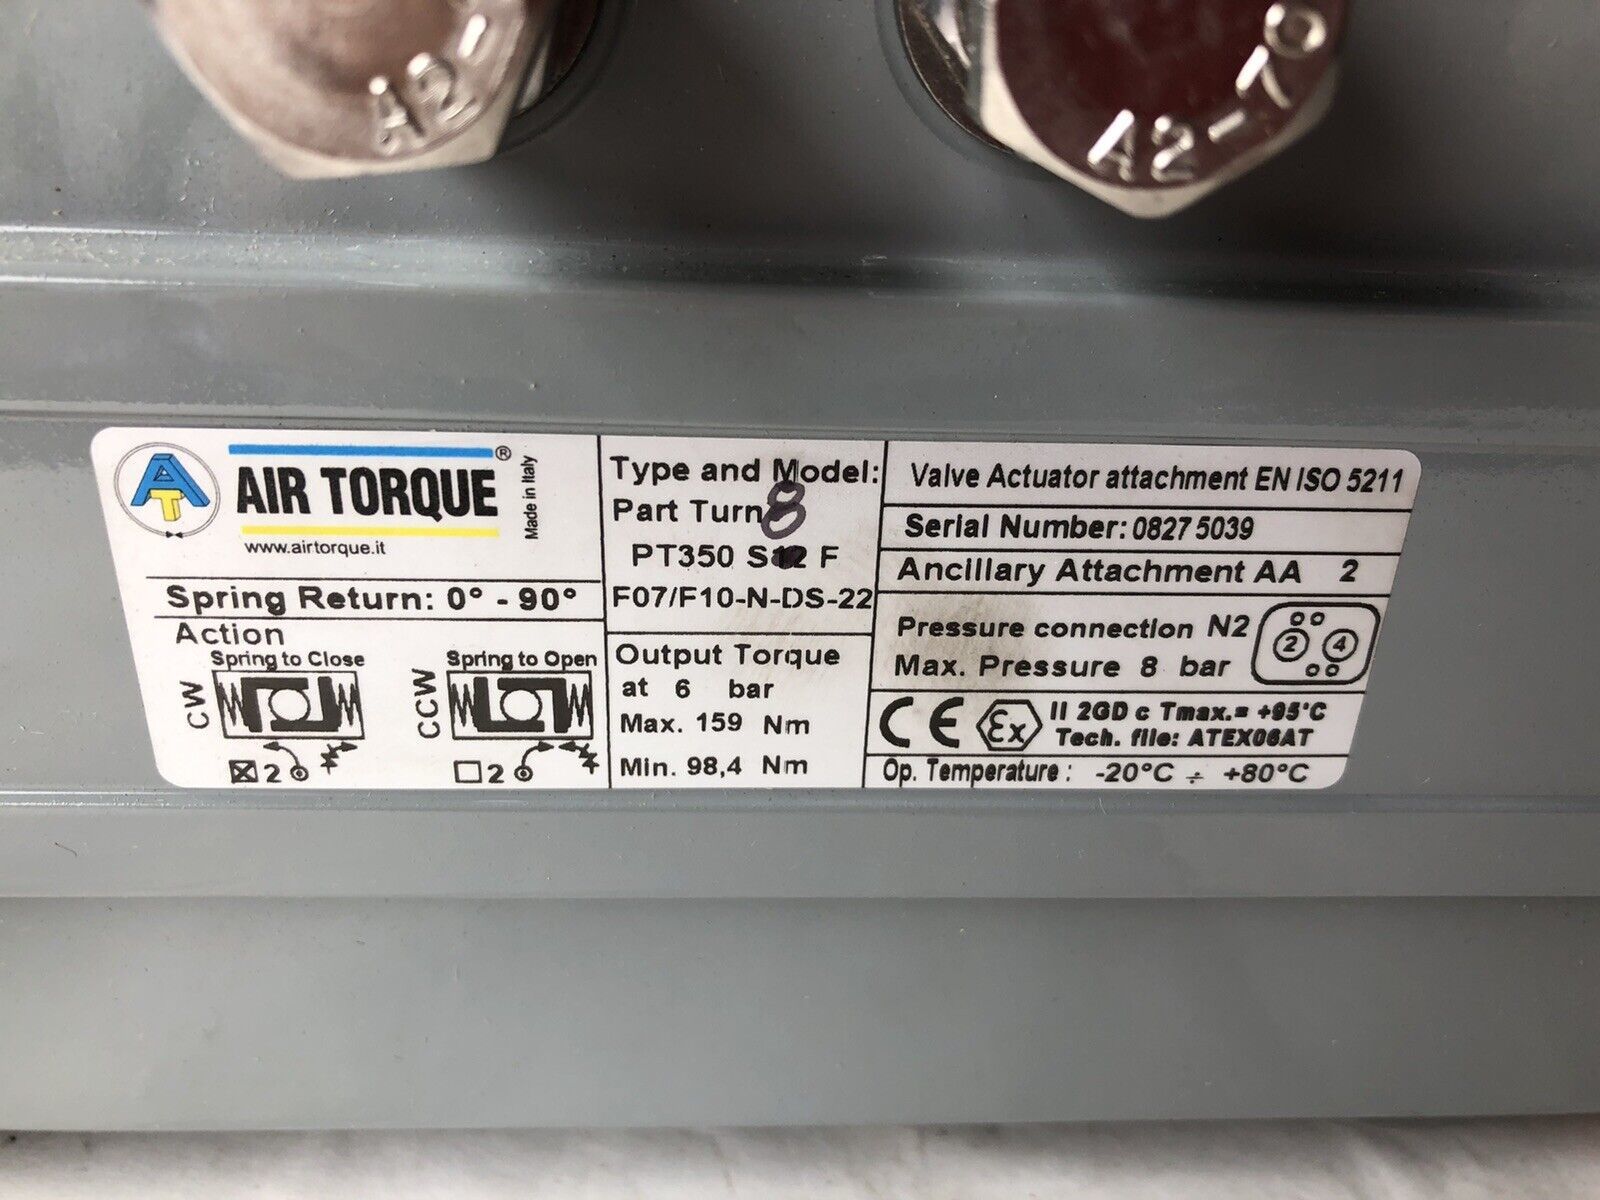 A2-
A2-70
AT
AIR TORQUE®
Made in Italy
www.airtorque.it
Spring Return: 0° - 90°
Action
Spring to Close
CW
2
Spring to Open
CCW
2
Type and Model:
Part Turn
8
PT350 S12 F
F07/F10-N-DS-22
Output Torque
at 6 bar
Max. 159 Nm
Min. 98,4 Nm
Valve Actuator attachment EN ISO 5211
Serial Number: 0827 5039
Ancillary Attachment AA 2
Pressure connection N2
Max. Pressure 8 bar
2 4
CE Ex II 2GD c Tmax.= +95°C
Tech. file: ATEX06AT
Op. Temperature: -20°C ÷ +80°C